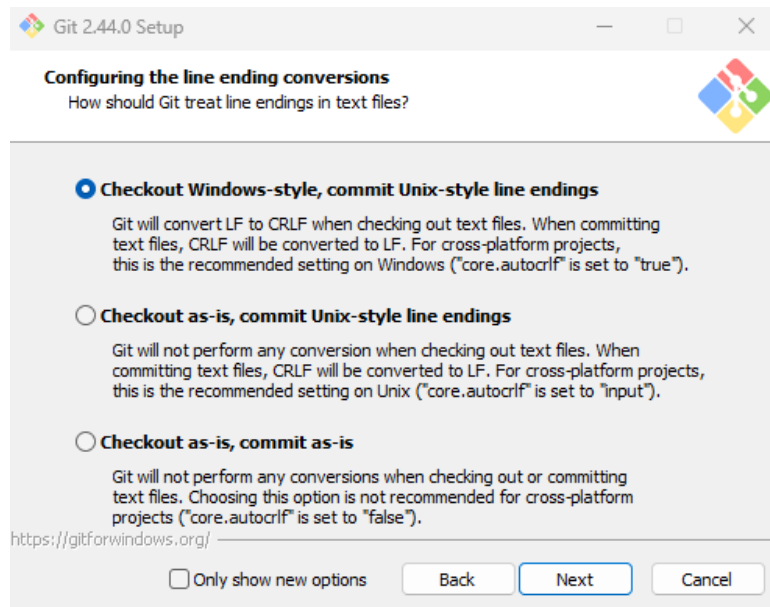 Git 2.44.0 Setup
Configuring the line ending conversions
How should Git treat line endings in text files?
Checkout Windows-style, commit Unix-style line endings
Git will convert LF to CRLF when checking out text files. When committing
text files, CRLF will be converted to LF. For cross-platform projects,
this is the recommended setting on Windows ("core.autocrlf" is set to "true").
Checkout as-is, commit Unix-style line endings
Git will not perform any conversion when checking out text files. When
committing text files, CRLF will be converted to LF. For cross-platform projects,
this is the recommended setting on Unix ("core.autocrlf" is set to "input").
Checkout as-is, commit as-is
Git will not perform any conversions when checking out or committing
text files. Choosing this option is not recommended for cross-platform
projects ("core.autocrlf" is set to "false").
https://gitforwindows.org/
Only show new options Back Next Cancel